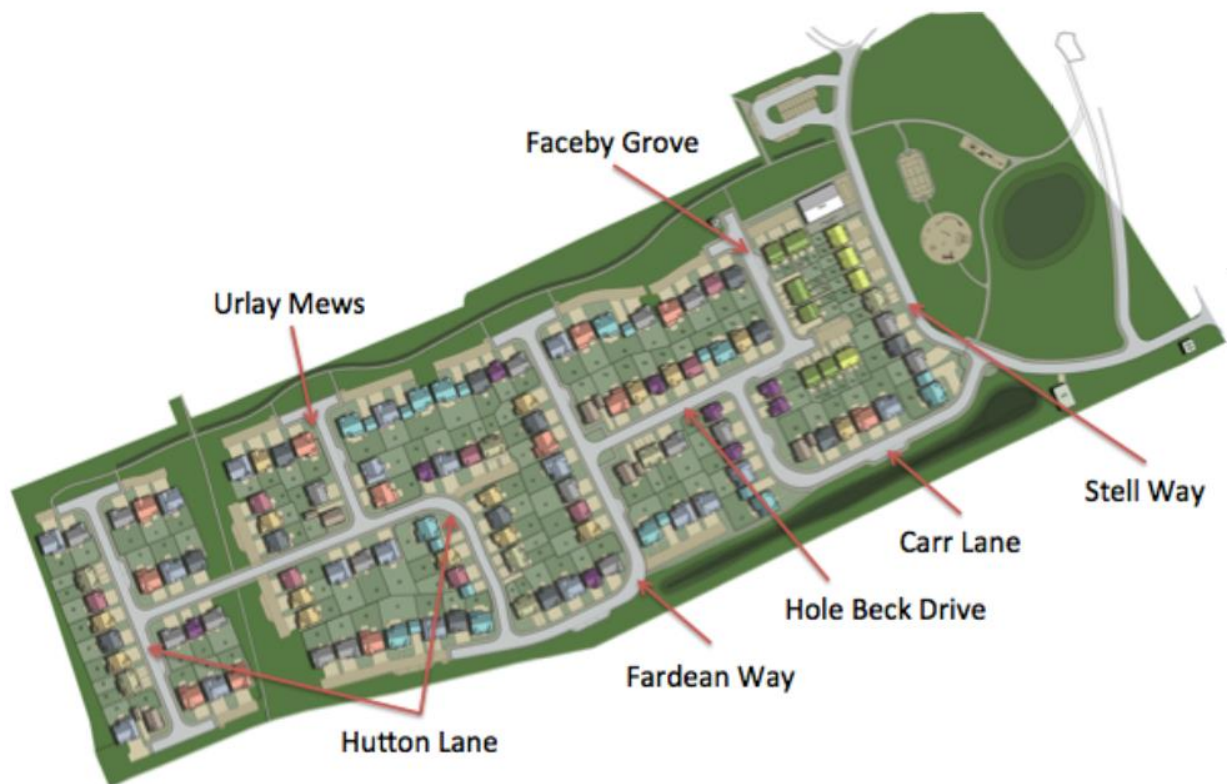 Faceby Grove
Urlay Mews
Stell Way
Carr Lane
Hole Beck Drive
Fardean Way
Hutton Lane